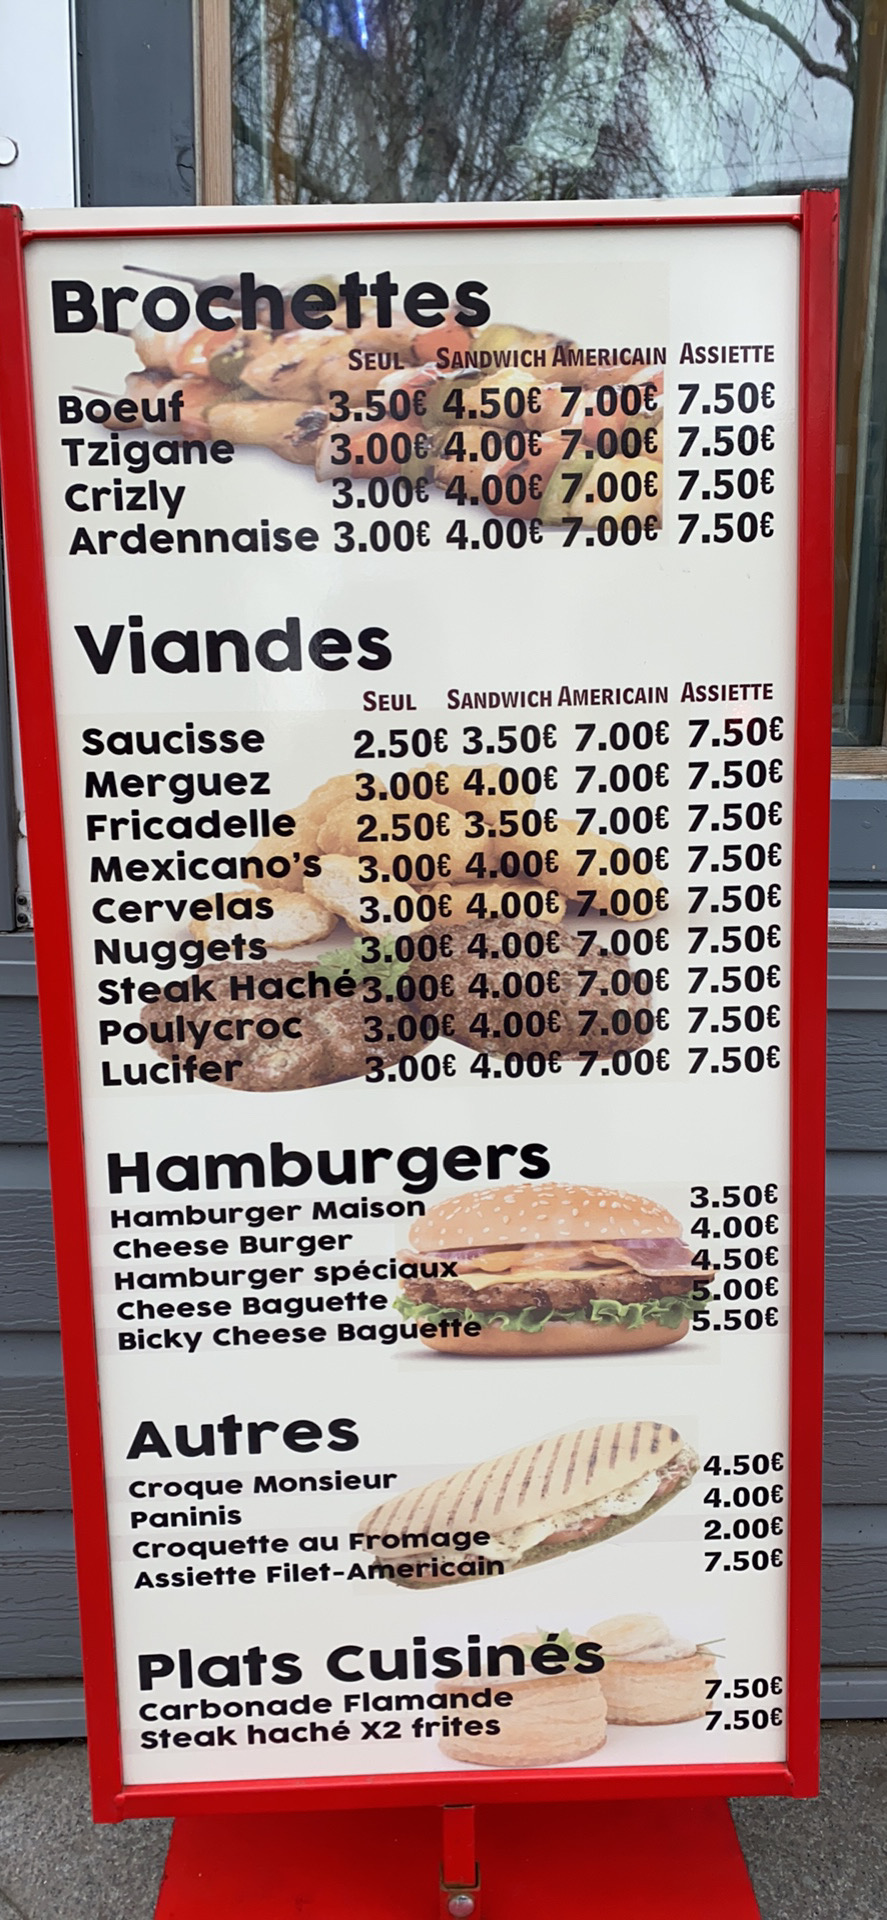 Brochettes
SEUL SANDWICH AMERICAIN ASSIETTE
Boeuf 3.50€ 4.50€ 7.00€ 7.50€
Tzigane 3.00€ 4.00€ 7.00€ 7.50€
Crizly 3.00€ 4.00€ 7.00€ 7.50€
Ardennaise 3.00€ 4.00€ 7.00€ 7.50€
Viandes
SEUL SANDWICH AMERICAIN ASSIETTE
Saucisse 2.50€ 3.50€ 7.00€ 7.50€
Merguez 3.00€ 4.00€ 7.00€ 7.50€
Fricadelle 2.50€ 3.50€ 7.00€ 7.50€
Mexicano's 3.00€ 4.00€ 7.00€ 7.50€
Cervelas 3.00€ 4.00€ 7.00€ 7.50€
Nuggets 3.00€ 4.00€ 7.00€ 7.50€
Steak Haché 3.00€ 4.00€ 7.00€ 7.50€
Poulycroc 3.00€ 4.00€ 7.00€ 7.50€
Lucifer 3.00€ 4.00€ 7.00€ 7.50€
Hamburgers
Hamburger Maison 3.50€
Cheese Burger 4.00€
Hamburger spéciaux 4.50€
Cheese Baguette 5.00€
Bicky Cheese Baguette 5.50€
Autres
Croque Monsieur 4.50€
Paninis 4.00€
Croquette au Fromage 2.00€
Assiette Filet-Americain 7.50€
Plats Cuisinés
Carbonade Flamande 7.50€
Steak haché X2 frites 7.50€